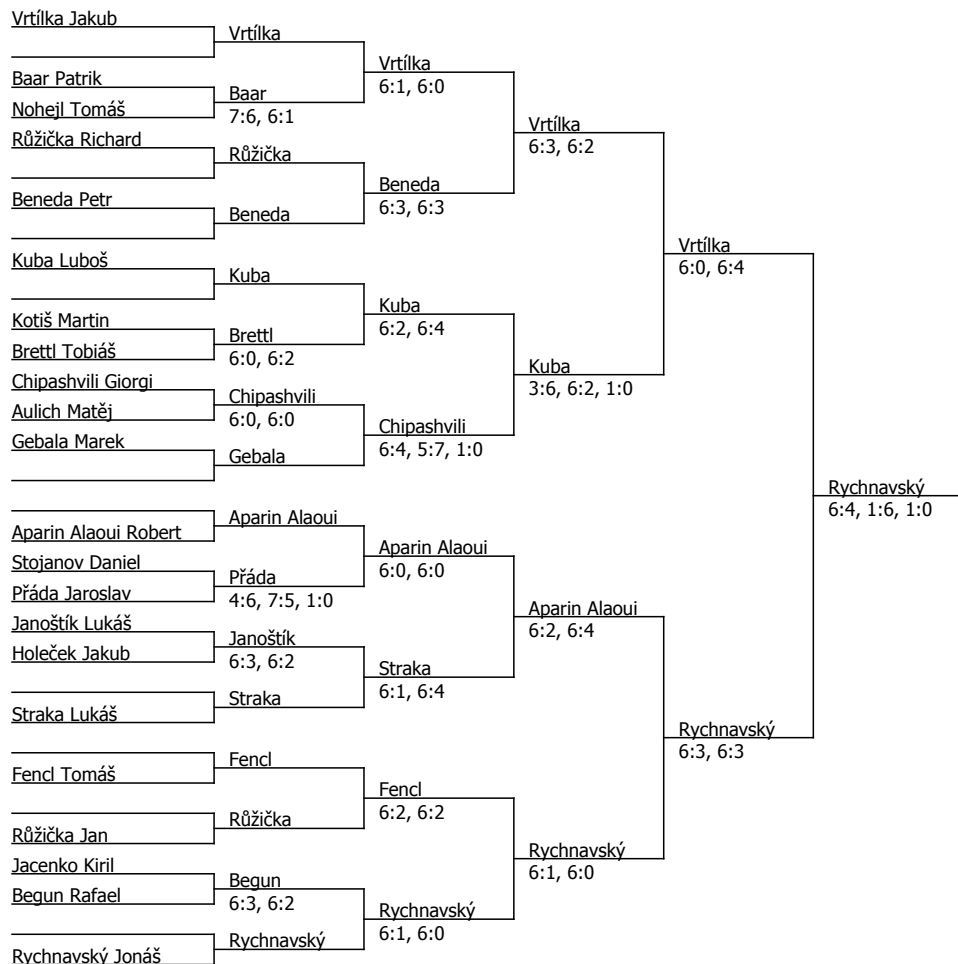 Vrtílka Jakub
Baar Patrik
Nohejl Tomáš
Růžička Richard
Beneda Petr
Kuba Luboš
Kotiš Martin
Brettl Tobiáš
Chipashvili Giorgi
Aulich Matěj
Gebala Marek
Aparin Alaoui Robert
Stojanov Daniel
Přáda Jaroslav
Janoštík Lukáš
Holeček Jakub
Straka Lukáš
Fencl Tomáš
Růžička Jan
Jacenko Kiril
Begun Rafael
Rychnavský Jonáš
Vrtílka
Baar
7:6, 6:1
Růžička
Beneda
Kuba
Brettl
6:0, 6:2
Chipashvili
6:0, 6:0
Gebala
Aparin Alaoui
Přáda
4:6, 7:5, 1:0
Janoštík
6:3, 6:2
Straka
Fencl
Růžička
Begun
6:3, 6:2
Rychnavský
Vrtílka
6:1, 6:0
Beneda
6:3, 6:3
Kuba
6:2, 6:4
Chipashvili
6:4, 5:7, 1:0
Aparin Alaoui
6:0, 6:0
Straka
6:1, 6:4
Fencl
6:2, 6:2
Rychnavský
6:1, 6:0
Vrtílka
6:3, 6:2
Kuba
3:6, 6:2, 1:0
Aparin Alaoui
6:2, 6:4
Rychnavský
6:1, 6:0
Vrtílka
6:0, 6:4
Rychnavský
6:3, 6:3
Rychnavský
6:4, 1:6, 1:0